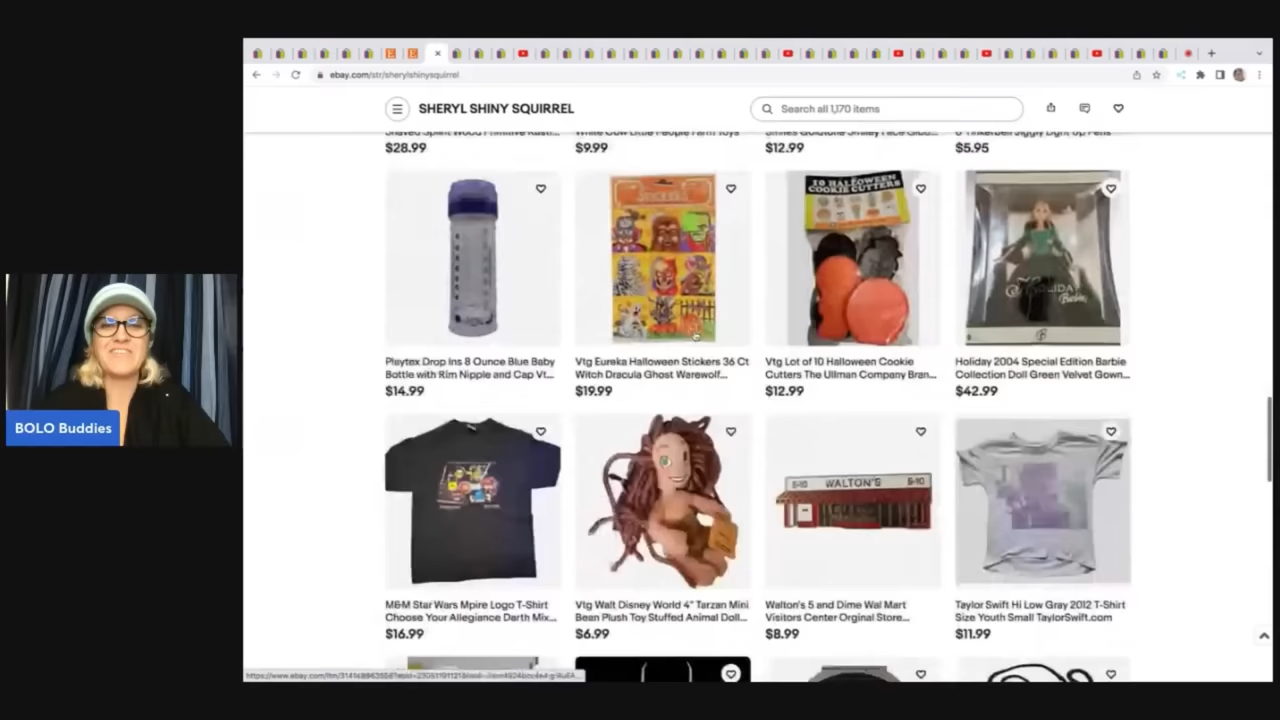 ebay.com/str/sherylshinysquirrel
SHERYL SHINY SQUIRREL
Search all 1,170 items
$28.99
$9.99
$12.99
$5.95
10 HALLOWEEN
COOKIE CUTTERS
Playtex Drop Ins 8 Ounce Blue Baby
Bottle with Rim Nipple and Cap Vt...
$14.99
Vtg Eureka Halloween Stickers 36 Ct
Witch Dracula Ghost Warewolf...
$19.99
Vtg Lot of 10 Halloween Cookie
Cutters The Ullman Company Bran...
$12.99
Holiday 2004 Special Edition Barbie
Collection Doll Green Velvet Gown...
$42.99
BOLO Buddies
5-10 WALTON'S 5-10
M&M Star Wars Mpire Logo T-Shirt
Choose Your Allegiance Darth Mix...
$16.99
Vtg Walt Disney World 4" Tarzan Mini
Bean Plush Toy Stuffed Animal Doll...
$6.99
Walton's 5 and Dime Wal Mart
Visitors Center Orginal Store...
$8.99
Taylor Swift Hi Low Gray 2012 T-Shirt
Size Youth Small TaylorSwift.com
$11.99